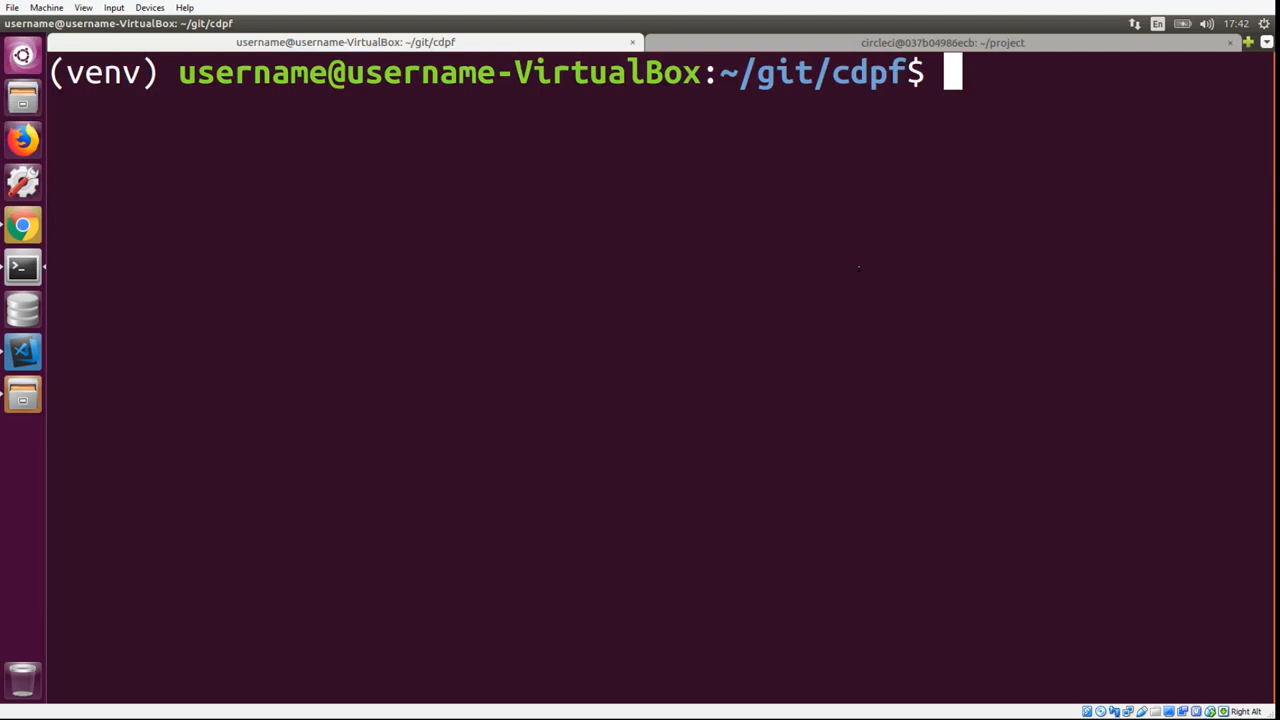 File Machine View Input Devices Help
username@username-VirtualBox: ~/git/cdpf En 17:42
username@username-VirtualBox: ~/git/cdpf × circleci@037b04986ecb: ~/project ×
(venv) username@username-VirtualBox:~/git/cdpf$
Right Alt